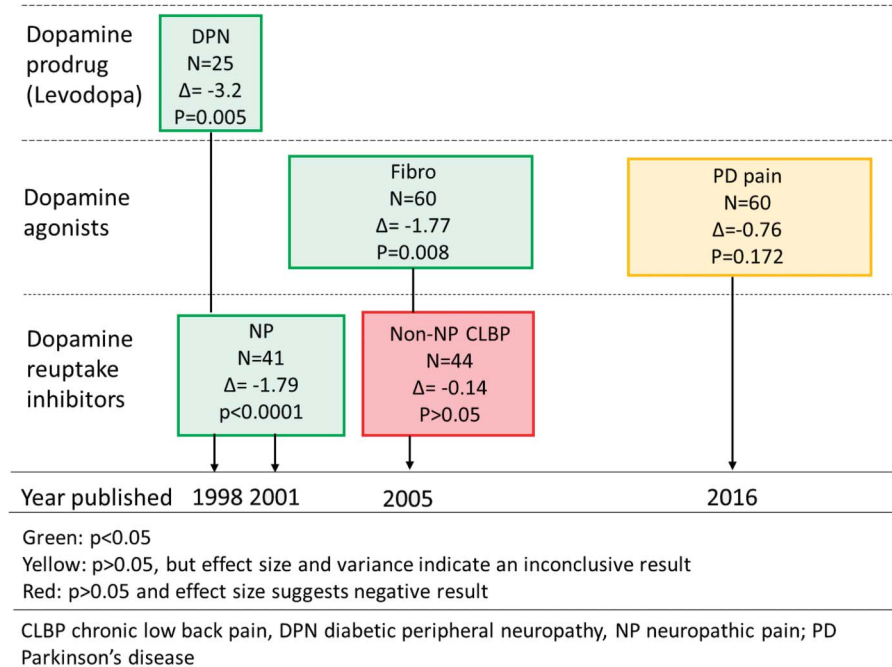 Dopamine
prodrug
(Levodopa)
DPN
N=25
Δ= -3.2
P=0.005
Dopamine
agonists
Fibro
N=60
Δ= -1.77
P=0.008
PD pain
N=60
Δ=-0.76
P=0.172
Dopamine
reuptake
inhibitors
NP
N=41
Δ= -1.79
p<0.0001
Non-NP CLBP
N=44
Δ= -0.14
P>0.05
Year published 1998 2001 2005 2016
Green: p<0.05
Yellow: p>0.05, but effect size and variance indicate an inconclusive result
Red: p>0.05 and effect size suggests negative result
CLBP chronic low back pain, DPN diabetic peripheral neuropathy, NP neuropathic pain; PD
Parkinson’s disease